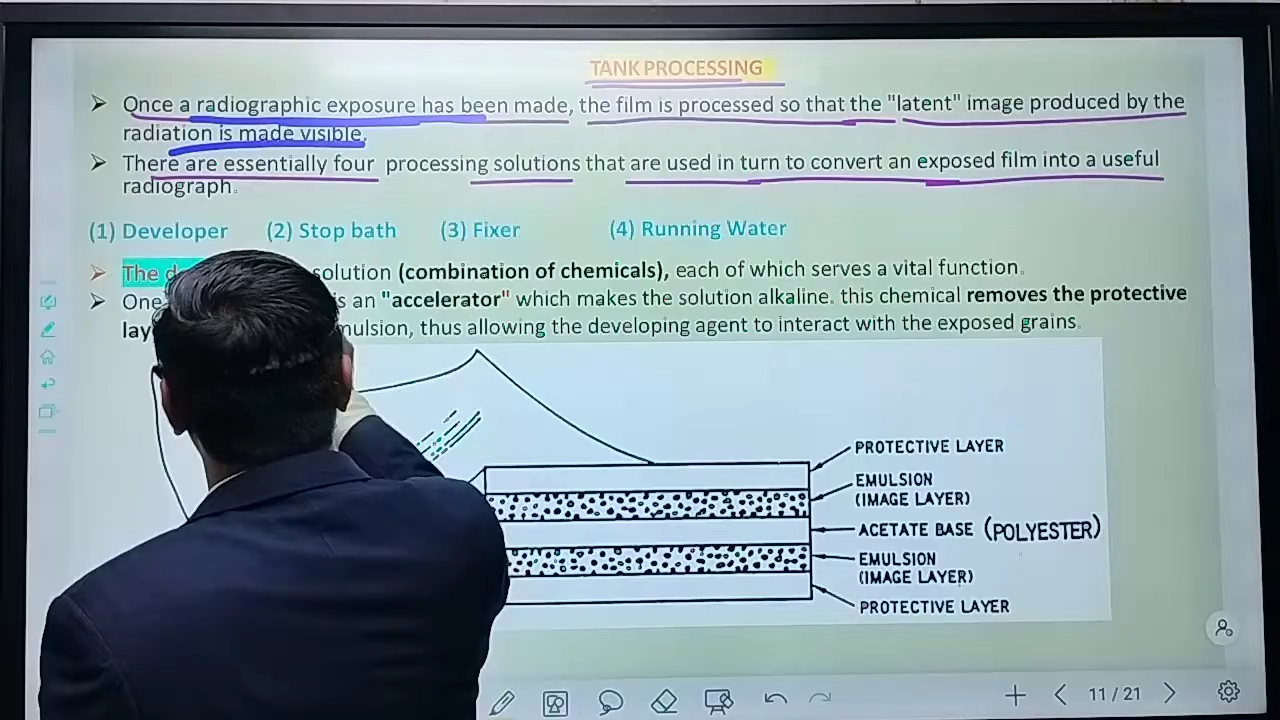 TANK PROCESSING
Once a radiographic exposure has been made, the film is processed so that the "latent" image produced by the
radiation is made visible.
There are essentially four processing solutions that are used in turn to convert an exposed film into a useful
radiograph.
(1) Developer (2) Stop bath (3) Fixer (4) Running Water
The solution (combination of chemicals), each of which serves a vital function.
One is an "accelerator" which makes the solution alkaline. this chemical removes the protective
thus allowing the developing agent to interact with the exposed grains.
PROTECTIVE LAYER
EMULSION
(IMAGE LAYER)
ACETATE BASE (POLYESTER)
EMULSION
(IMAGE LAYER)
PROTECTIVE LAYER
11 / 21